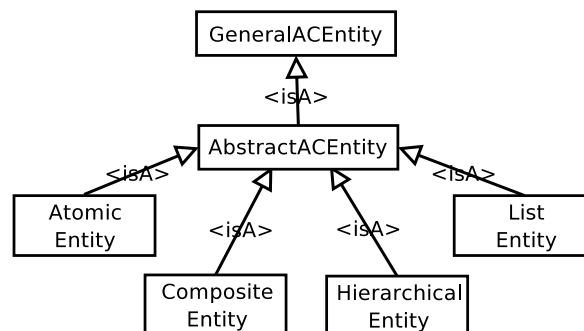 GeneralACEntity
<isA>
AbstractACEntity
<isA>
<isA>
Atomic
Entity
List
Entity
<isA>
<isA>
Composite
Entity
Hierarchical
Entity